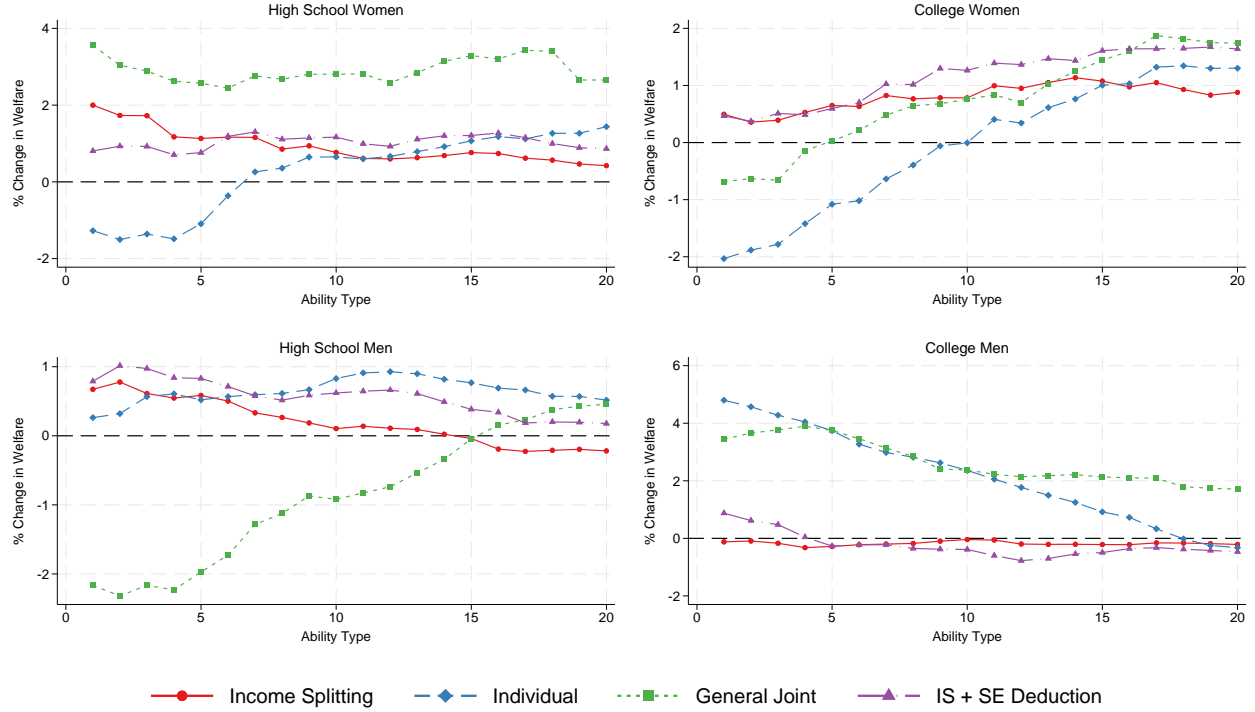 High School Women
% Change in Welfare
4
2
0
-2
0 5 10 15 20
Ability Type
College Women
% Change in Welfare
2
1
0
-1
-2
0 5 10 15 20
Ability Type
High School Men
% Change in Welfare
1
0
-1
-2
0 5 10 15 20
Ability Type
College Men
% Change in Welfare
6
4
2
0
-2
0 5 10 15 20
Ability Type
Income Splitting Individual General Joint IS + SE Deduction